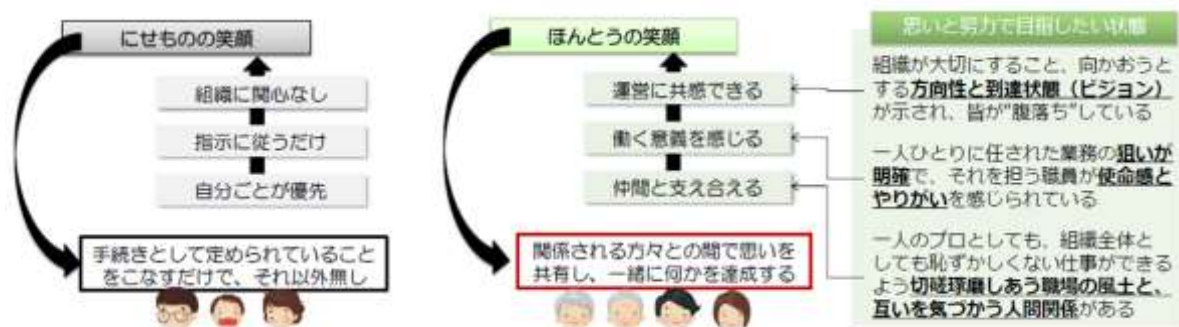 にせものの笑顔
組織に関心なし
指示に従うだけ
自分ごとが優先
手続きとして定められていること
をこなすだけで、それ以外無し
ほんとうの笑顔
運営に共感できる
働く意義を感じる
仲間と支え合える
関係される方々との間で思いを
共有し、一緒に何かを達成する
思いと努力で目指したい状態
組織が大切にすること、向かおうと
する方向性と到達状態（ビジョン）
が示され、皆が"腹落ち"している
一人ひとりに任された業務の狙いが
明確で、それを担う職員が使命感と
やりがいを感じられている
一人のプロとしても、組織全体と
しても恥ずかしくない仕事ができる
よう切磋琢磨しあう職場の風土と、
互いを気づかう人間関係がある